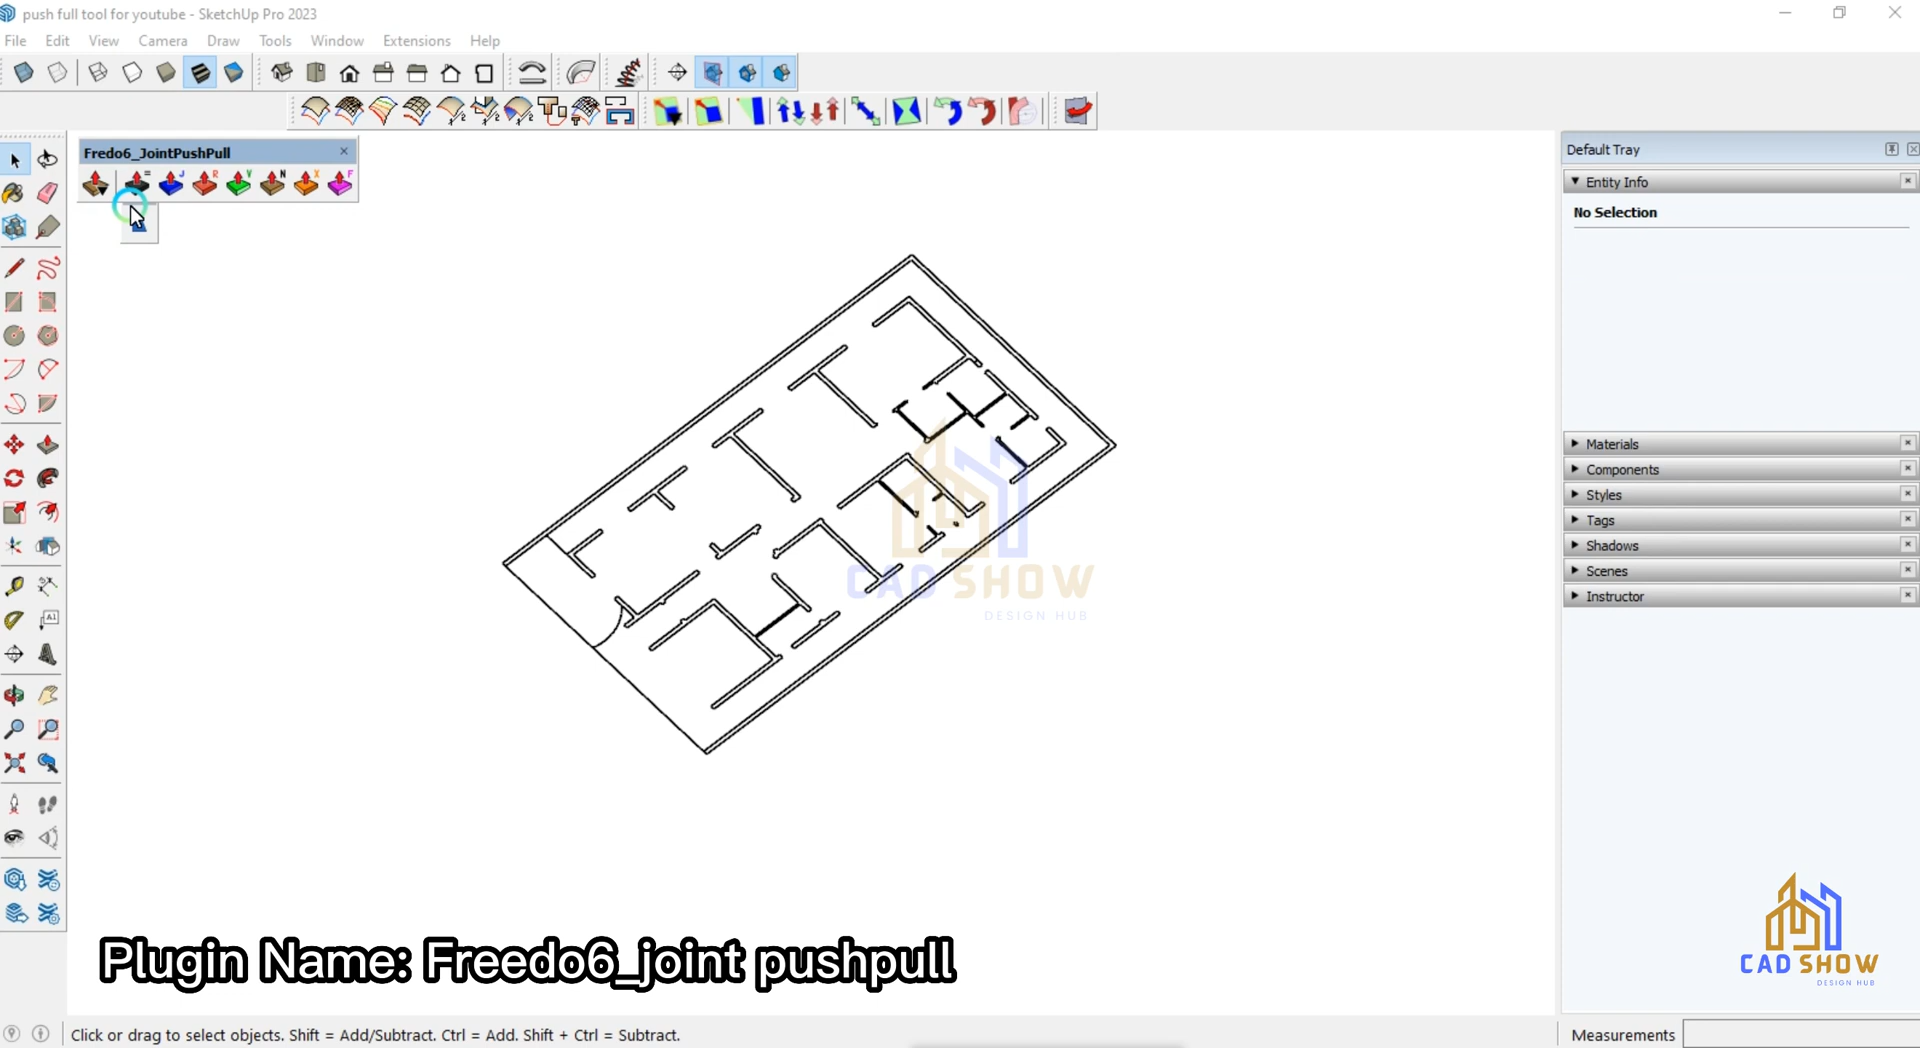 push full tool for youtube - SketchUp Pro 2023
File Edit View Camera Draw Tools Window Extensions Help
Fredo6_JointPushPull
= J R V N X F
Default Tray
Entity Info
No Selection
Materials
Components
Styles
Tags
Shadows
Scenes
Instructor
CAD SHOW
DESIGN HUB
A1
CAD SHOW
DESIGN HUB
Plugin Name: Freedo6_joint pushpull
Click or drag to select objects. Shift = Add/Subtract. Ctrl = Add. Shift + Ctrl = Subtract.
Measurements